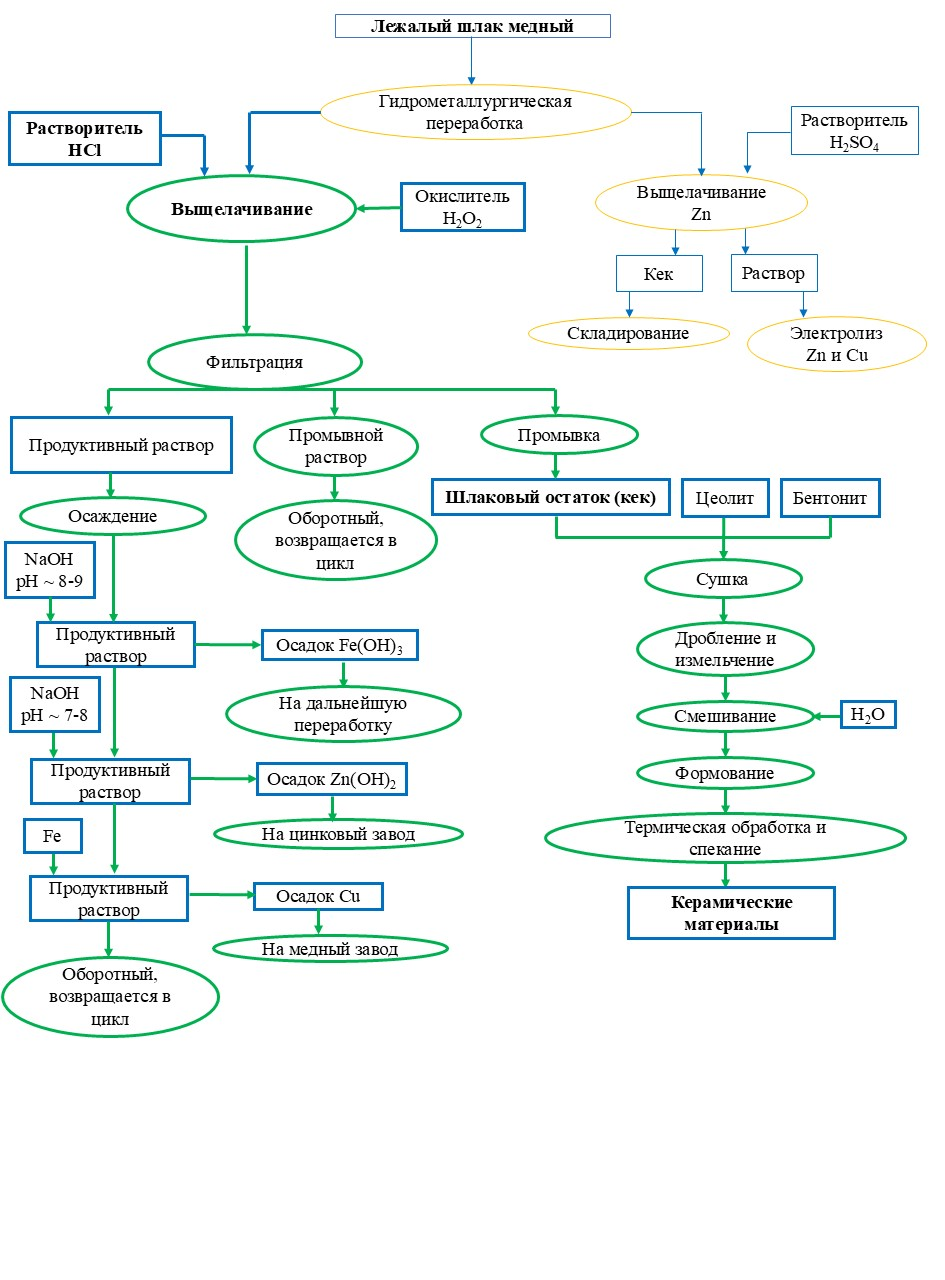 Лежалый шлак медный
Гидрометаллургическая
переработка
Растворитель
HCl
Растворитель
H₂SO₄
Выщелачивание
Окислитель
H₂O₂
Выщелачивание
Zn
Кек
Раствор
Складирование
Электролиз
Zn и Cu
Фильтрация
Продуктивный раствор
Промывной
раствор
Промывка
Шлаковый остаток (кек)
Цеолит
Бентонит
Осаждение
Оборотный,
возвращается в
цикл
NaOH
pH ~ 8-9
Сушка
Продуктивный
раствор
Осадок Fe(OH)₃
Дробление и
измельчение
NaOH
pH ~ 7-8
На дальнейшую
переработку
Смешивание
H₂O
Продуктивный
раствор
Осадок Zn(OH)₂
Формование
Fe
На цинковый завод
Термическая обработка и
спекание
Продуктивный
раствор
Осадок Cu
Керамические
материалы
На медный завод
Оборотный,
возвращается в
цикл